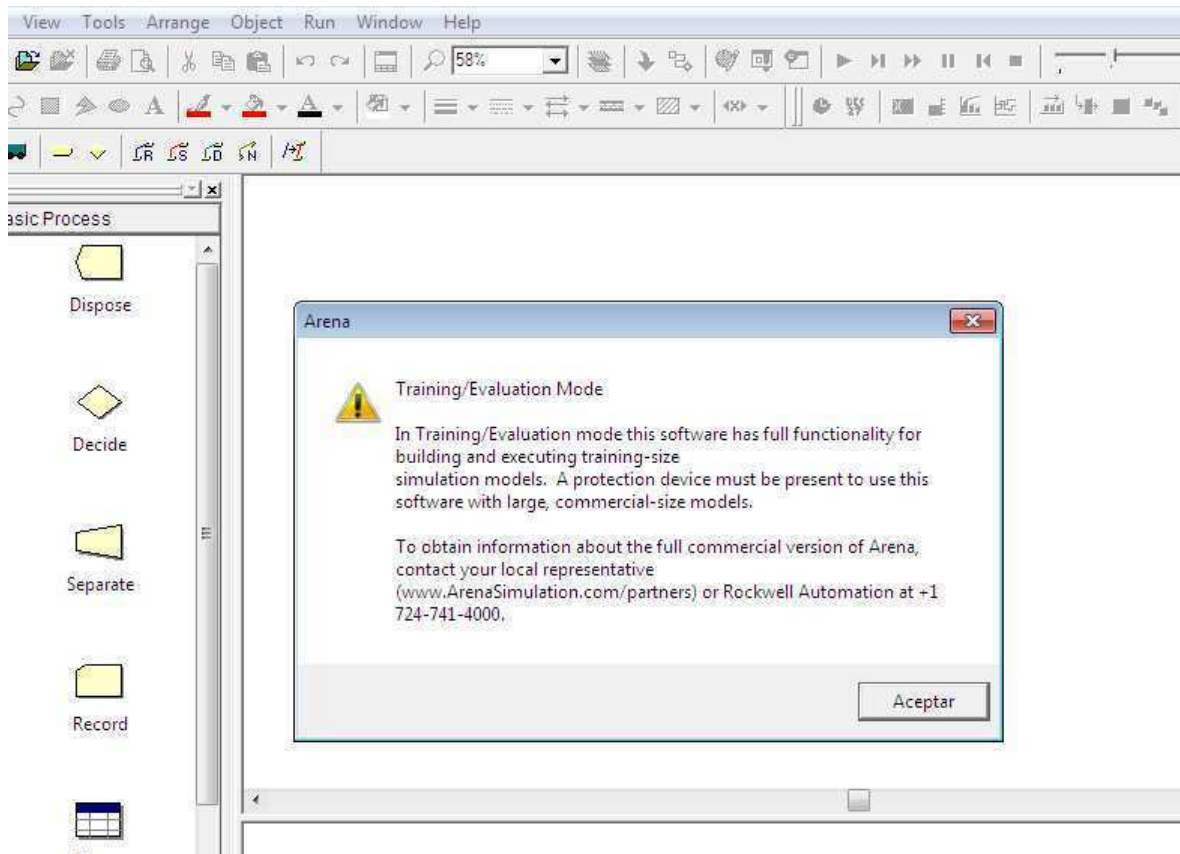 View Tools Arrange Object Run Window Help
58%
A A
R S D N
asic Process
Dispose
Decide
Separate
Record
Arena
Training/Evaluation Mode
In Training/Evaluation mode this software has full functionality for
building and executing training-size
simulation models. A protection device must be present to use this
software with large, commercial-size models.
To obtain information about the full commercial version of Arena,
contact your local representative
(www.ArenaSimulation.com/partners) or Rockwell Automation at +1
724-741-4000.
Aceptar